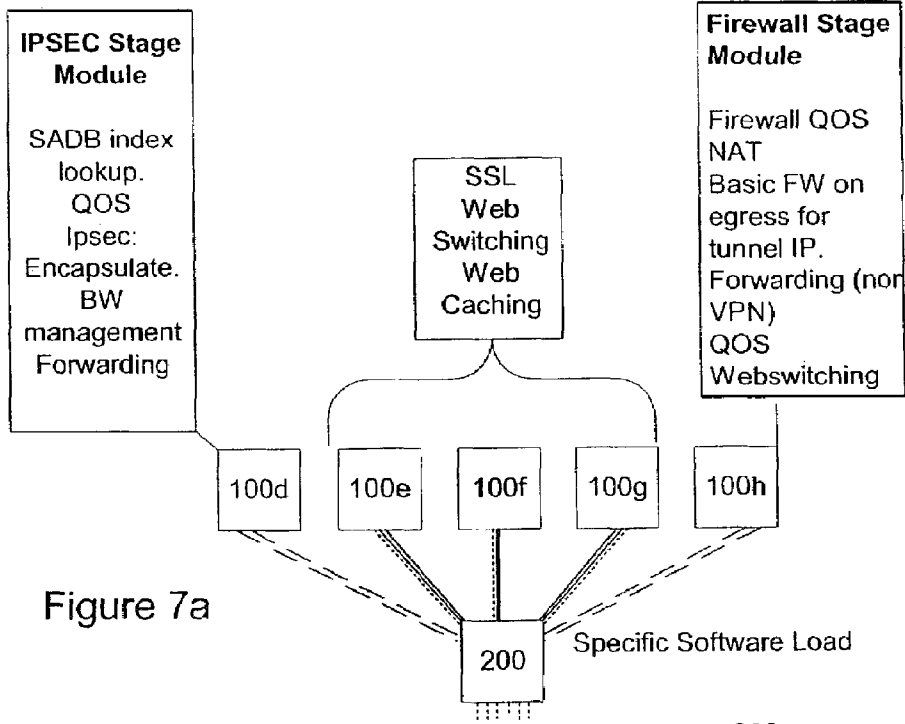 IPSEC Stage
Module
SADB index
lookup.
QOS
Ipsec:
Encapsulate.
BW
management
Forwarding
SSL
Web
Switching
Web
Caching
Firewall Stage
Module
Firewall QOS
NAT
Basic FW on
egress for
tunnel IP.
Forwarding (non
VPN)
QOS
Webswitching
100d
100e
100f
100g
100h
Figure 7a
200
Specific Software Load